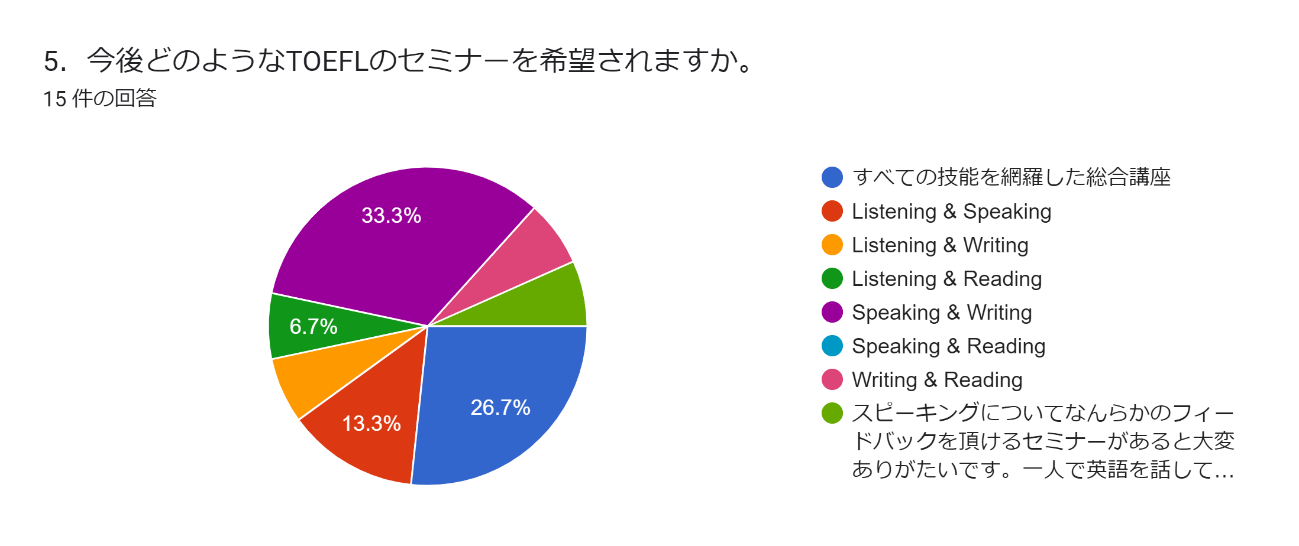 5．今後どのようなTOEFLのセミナーを希望されますか。
15 件の回答
33.3%
6.7%
13.3%
26.7%
すべての技能を網羅した総合講座
Listening & Speaking
Listening & Writing
Listening & Reading
Speaking & Writing
Speaking & Reading
Writing & Reading
スピーキングについてなんらかのフィー
ドバックを頂けるセミナーがあると大変
ありがたいです。一人で英語を話して…